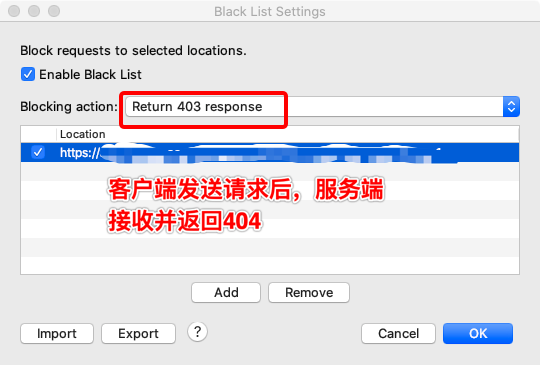 Black List Settings
Block requests to selected locations.
Enable Black List
Blocking action: Return 403 response
Location
https://
客户端发送请求后，服务端
接收并返回404
Add Remove
Import Export ? Cancel OK